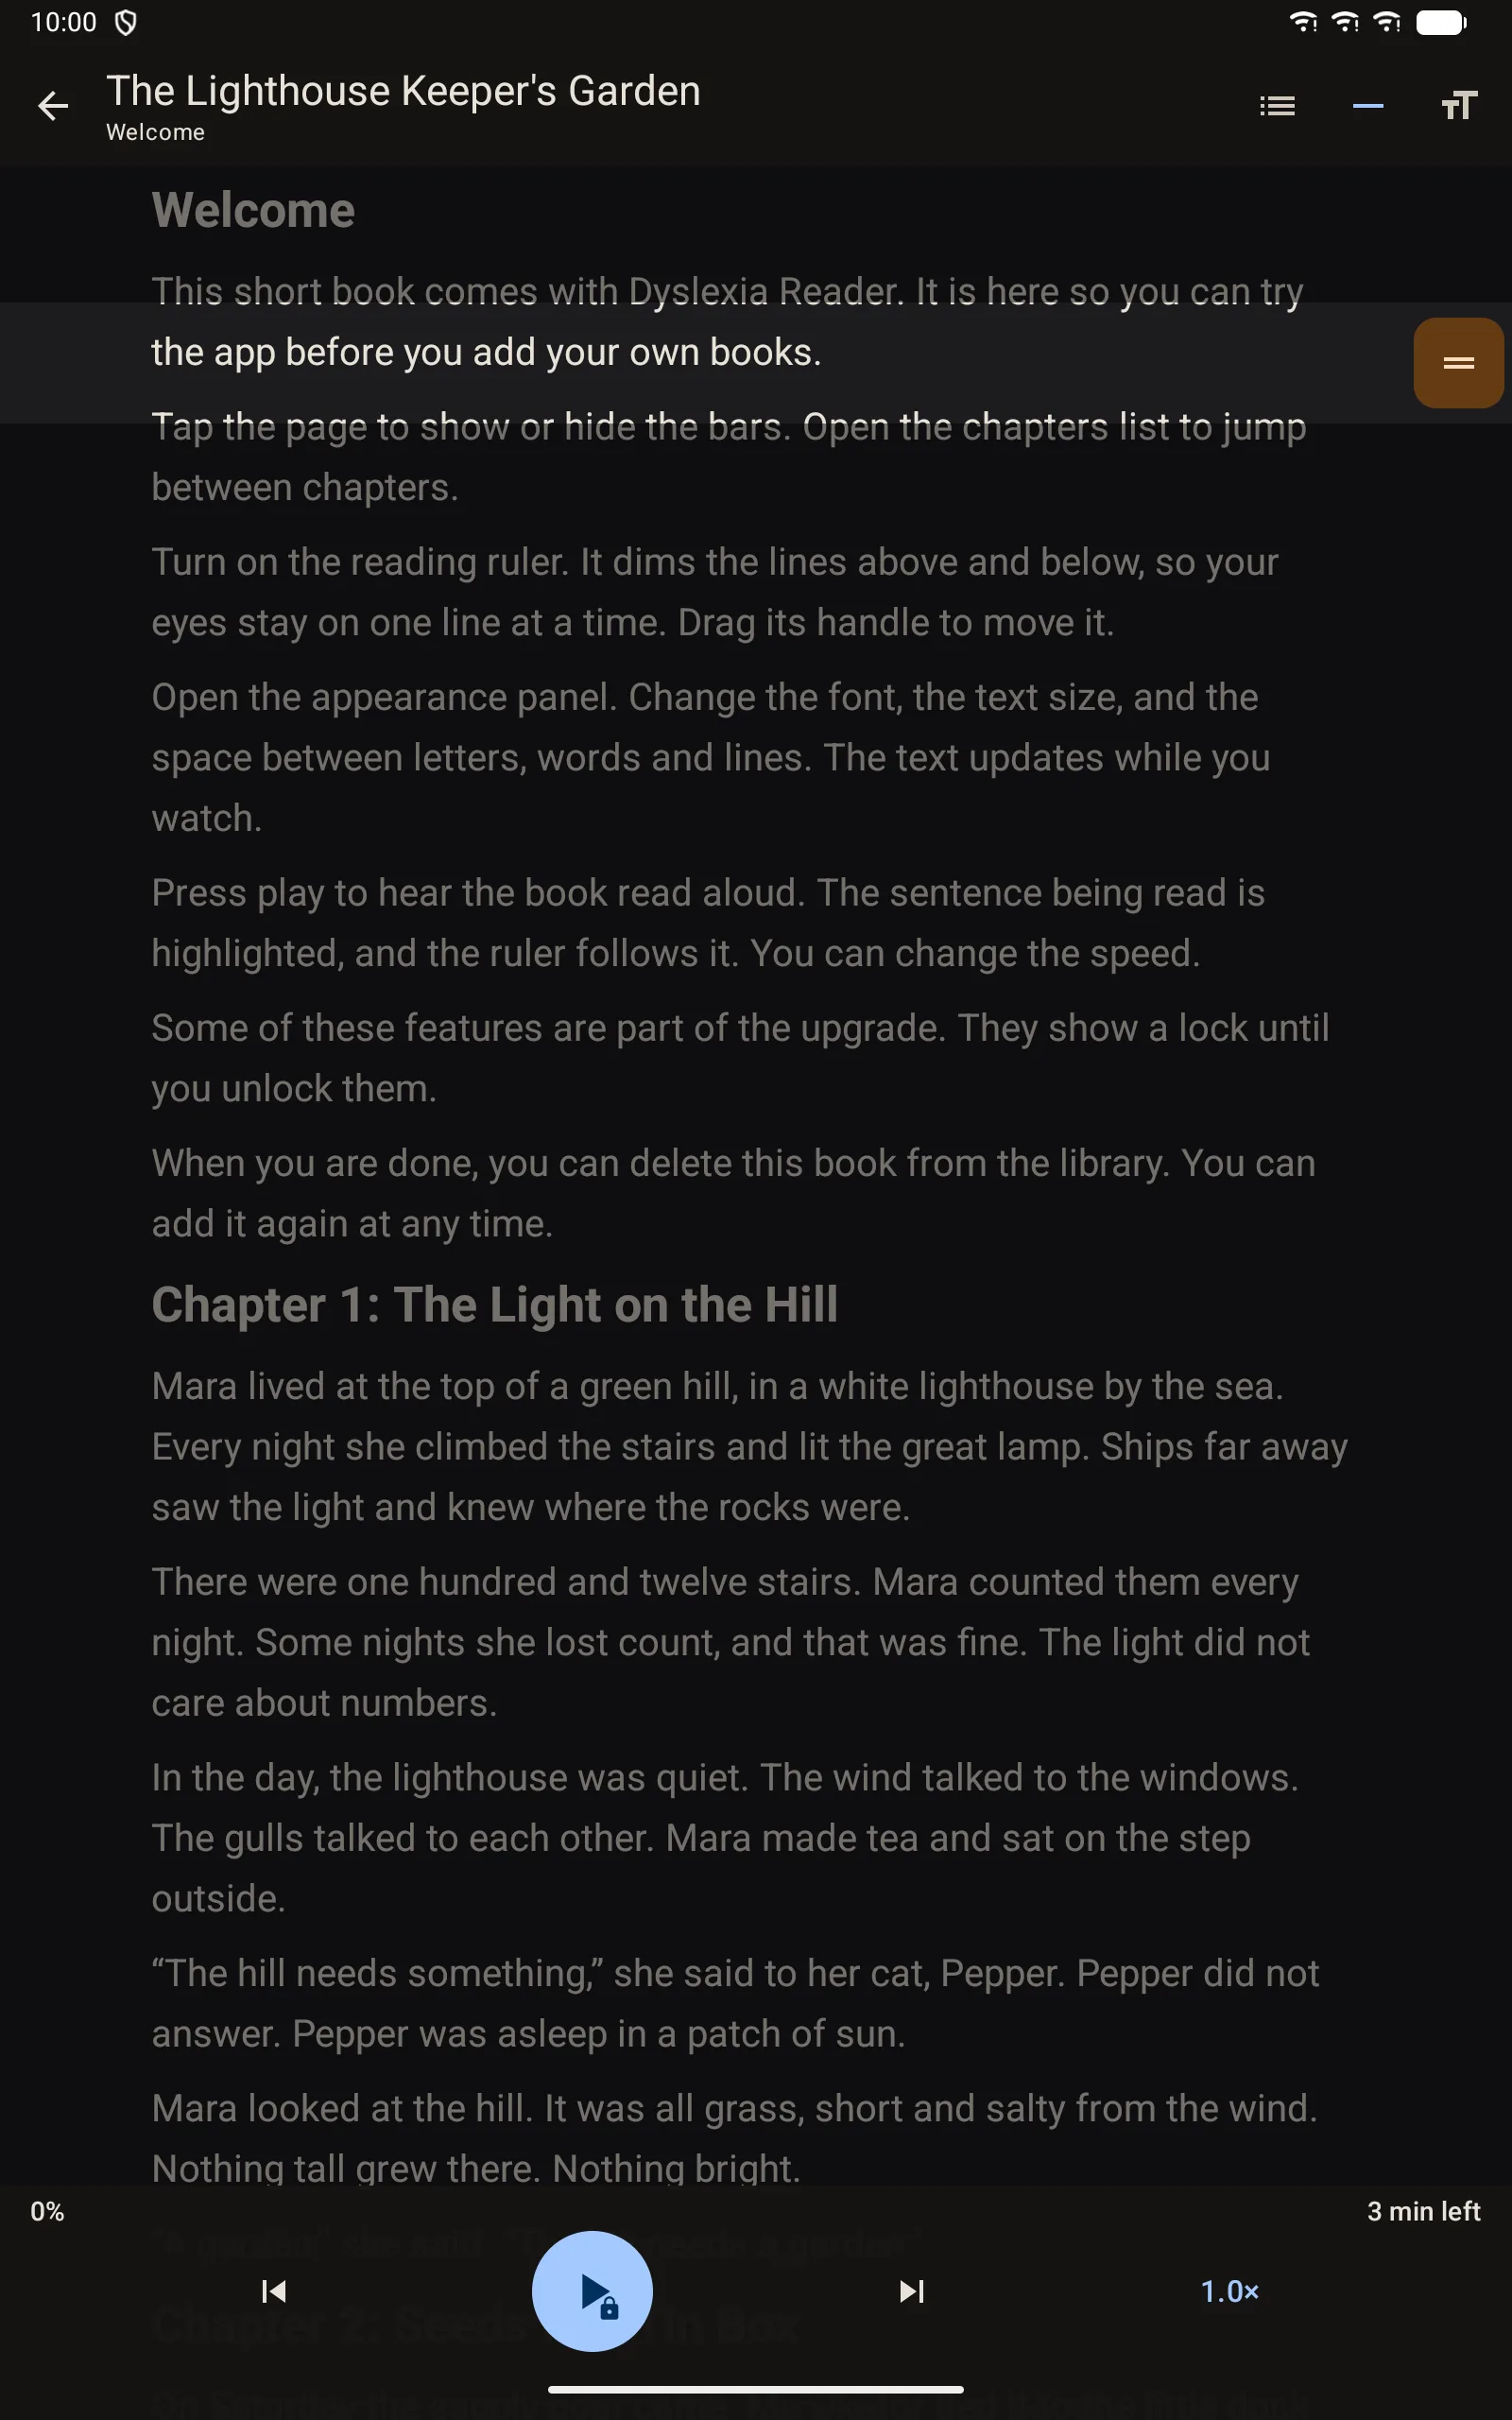 10:00
The Lighthouse Keeper's Garden
Welcome
Welcome
This short book comes with Dyslexia Reader. It is here so you can try
the app before you add your own books.
Tap the page to show or hide the bars. Open the chapters list to jump
between chapters.
Turn on the reading ruler. It dims the lines above and below, so your
eyes stay on one line at a time. Drag its handle to move it.
Open the appearance panel. Change the font, the text size, and the
space between letters, words and lines. The text updates while you
watch.
Press play to hear the book read aloud. The sentence being read is
highlighted, and the ruler follows it. You can change the speed.
Some of these features are part of the upgrade. They show a lock until
you unlock them.
When you are done, you can delete this book from the library. You can
add it again at any time.
Chapter 1: The Light on the Hill
Mara lived at the top of a green hill, in a white lighthouse by the sea.
Every night she climbed the stairs and lit the great lamp. Ships far away
saw the light and knew where the rocks were.
There were one hundred and twelve stairs. Mara counted them every
night. Some nights she lost count, and that was fine. The light did not
care about numbers.
In the day, the lighthouse was quiet. The wind talked to the windows.
The gulls talked to each other. Mara made tea and sat on the step
outside.
“The hill needs something,” she said to her cat, Pepper. Pepper did not
answer. Pepper was asleep in a patch of sun.
Mara looked at the hill. It was all grass, short and salty from the wind.
Nothing tall grew there. Nothing bright.
0%
3 min left
“A garden,” she said. needs a garden.”
1.0×
Chapter 2: Seeds in Box